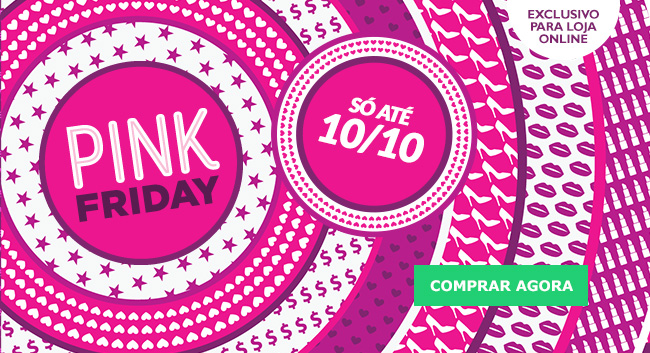 EXCLUSIVO
PARA LOJA
ONLINE
PINK
FRIDAY
SÓ ATÉ
10/10
COMPRAR AGORA